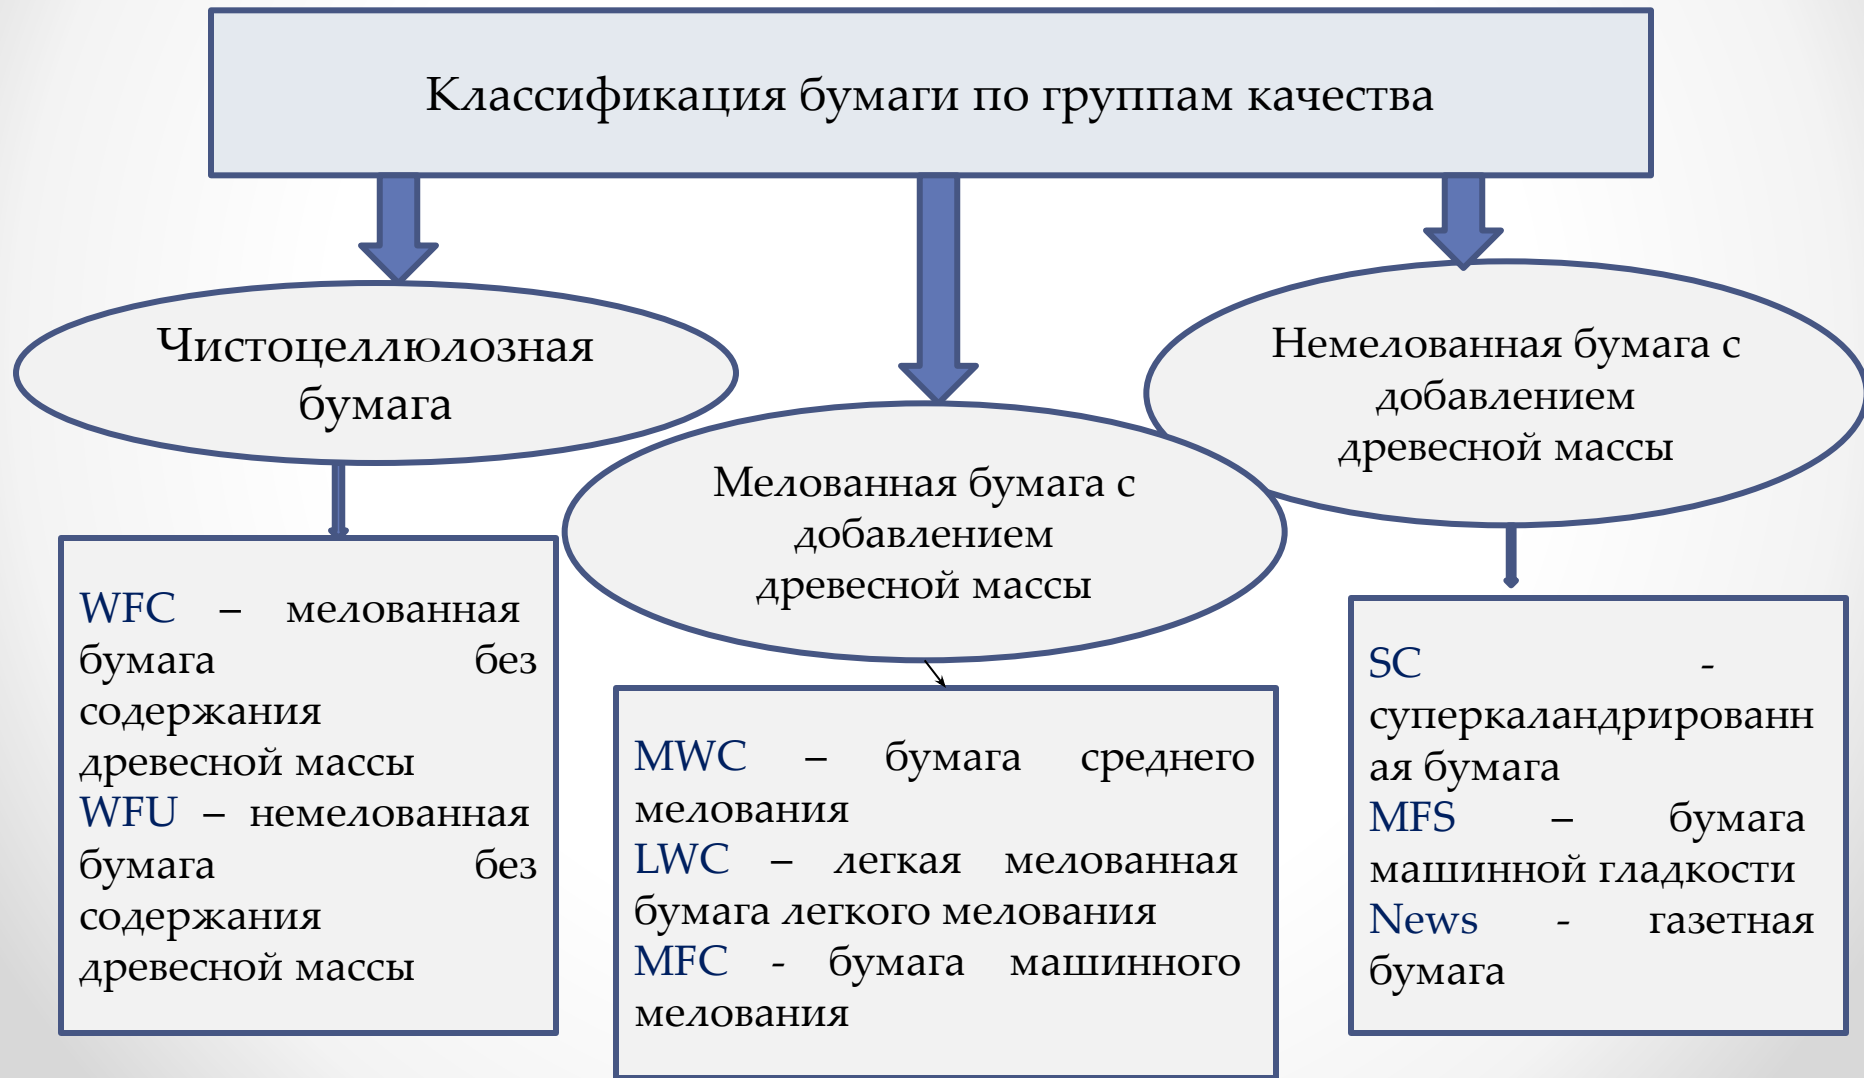 Классификация бумаги по группам качества
Чистоцеллюлозная
бумага
Мелованная бумага с
добавлением
древесной массы
Немелованная бумага с
добавлением
древесной массы
WFC – мелованная
бумага без
содержания
древесной массы
WFU – немелованная
бумага без
содержания
древесной массы
MWC – бумага среднего
мелования
LWC – легкая мелованная
бумага легкого мелования
MFC - бумага машинного
мелования
SC -
суперкаландрированн
ая бумага
MFS – бумага
машинной гладкости
News - газетная
бумага